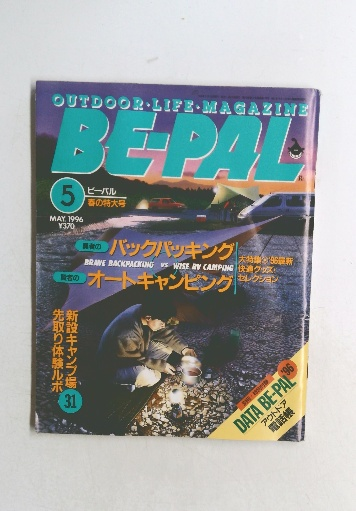 OUTDOOR·LIFE·MAGAZINE
BE-PAL
5
ビーパル
春の特大号
MAY. 1996
¥370
勇者の
バックパッキング
BRAVE BACKPACKING VS WISE RV CAMPING
賢者の
オートキャンピング
大特集・'96最新
快適グッズ・
セレクション
新設キャンプ場
先取り体験ルポ
31
'96
DATA BE-PAL
アウトドア
電話帳